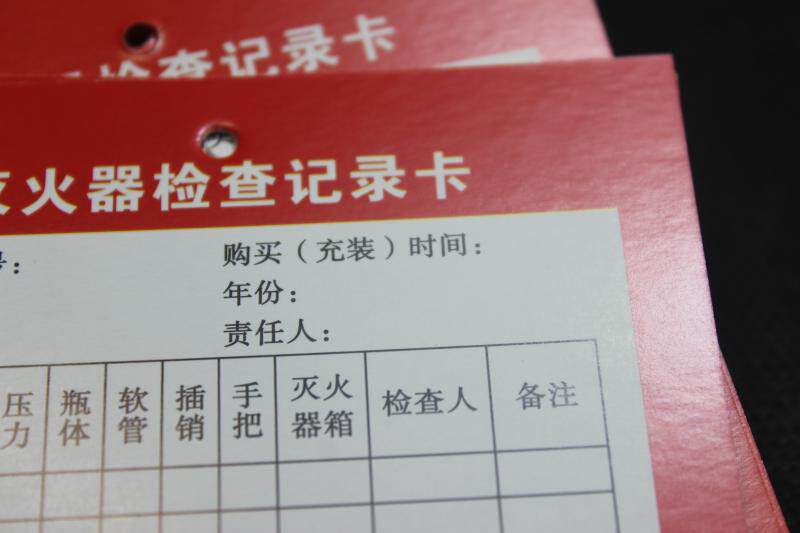 检查记录卡
灭火器检查记录卡
号：
购买（充装）时间：
年份：
责任人：
压力 瓶体 软管 插销 手把 灭火器箱 检查人 备注